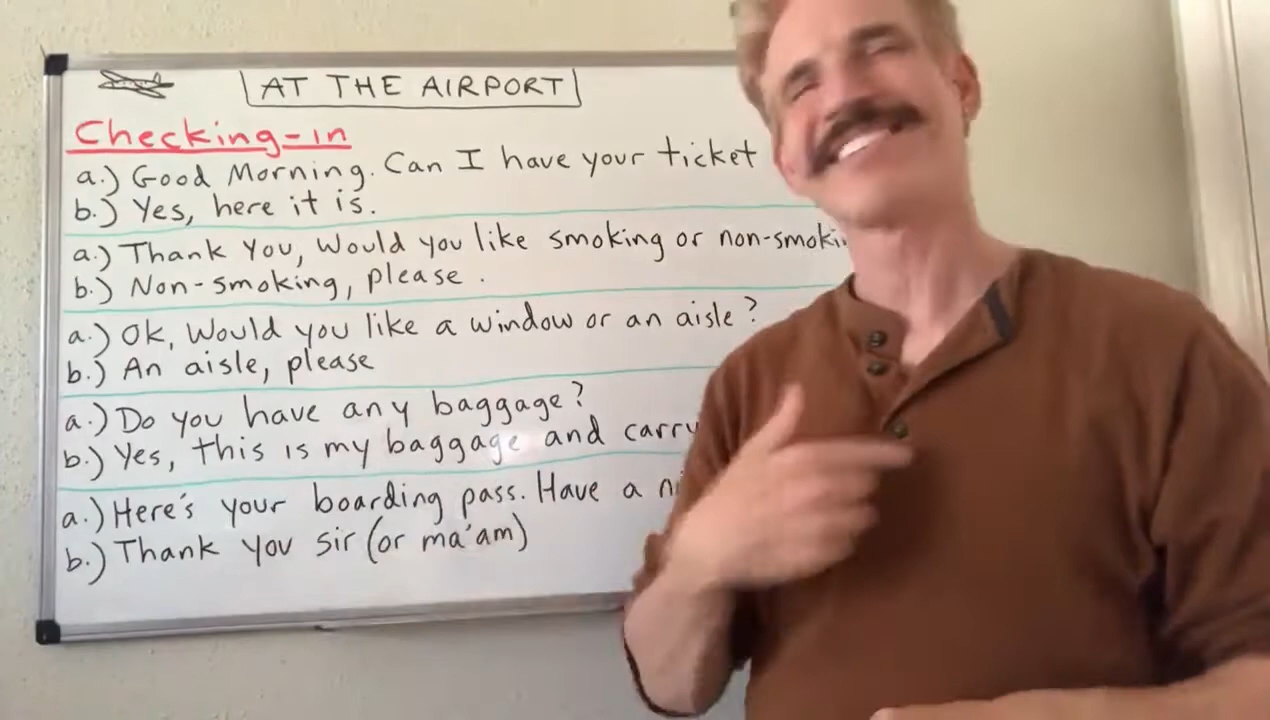 AT THE AIRPORT
Checking-in
a.) Good Morning. Can I have your ticket
b.) Yes, here it is.
a.) Thank You, Would you like smoking or non-smoki
b.) Non-smoking, please.
a.) Ok, Would you like a window or an aisle?
b.) An aisle, please
a.) Do you have any baggage?
b.) Yes, this is my baggage and carry
a.) Here's your boarding pass. Have a
b.) Thank you sir (or ma'am)